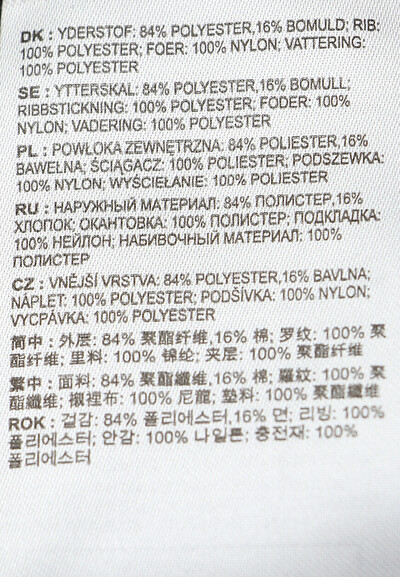 DK : YDERSTOF: 84% POLYESTER,16% BOMULD; RIB:
100% POLYESTER; FOER: 100% NYLON; VATTERING:
100% POLYESTER
SE : YTTERSKAL: 84% POLYESTER,16% BOMULL;
RIBBSTICKNING: 100% POLYESTER; FODER: 100%
NYLON; VADERING: 100% POLYESTER
PL : POWŁOKA ZEWNĘTRZNA: 84% POLIESTER,16%
BAWEŁNA; ŚCIĄGACZ: 100% POLIESTER; PODSZEWKA:
100% NYLON; WYŚCIEŁANIE: 100% POLIESTER
RU : НАРУЖНЫЙ МАТЕРИАЛ: 84% ПОЛИСТЕР,16%
ХЛОПОК; ОКАНТОВКА: 100% ПОЛИСТЕР; ПОДКЛАДКА:
100% НЕЙЛОН; НАБИВОЧНЫЙ МАТЕРИАЛ: 100%
ПОЛИСТЕР
CZ : VNĚJŠÍ VRSTVA: 84% POLYESTER,16% BAVLNA;
NÁPLET: 100% POLYESTER; PODŠÍVKA: 100% NYLON;
VYCPÁVKA: 100% POLYESTER
简中 : 外层: 84% 聚酯纤维,16% 棉; 罗纹: 100% 聚
酯纤维; 里料: 100% 锦纶; 夹层: 100% 聚酯纤维
繁中 : 面料: 84% 聚酯纖維,16% 棉; 羅紋: 100% 聚
酯纖維; 襯裡布: 100% 尼龍; 墊料: 100% 聚酯纖維
ROK : 겉감: 84% 폴리에스터,16% 면; 리빙: 100%
폴리에스터; 안감: 100% 나일론; 충전재: 100%
폴리에스터